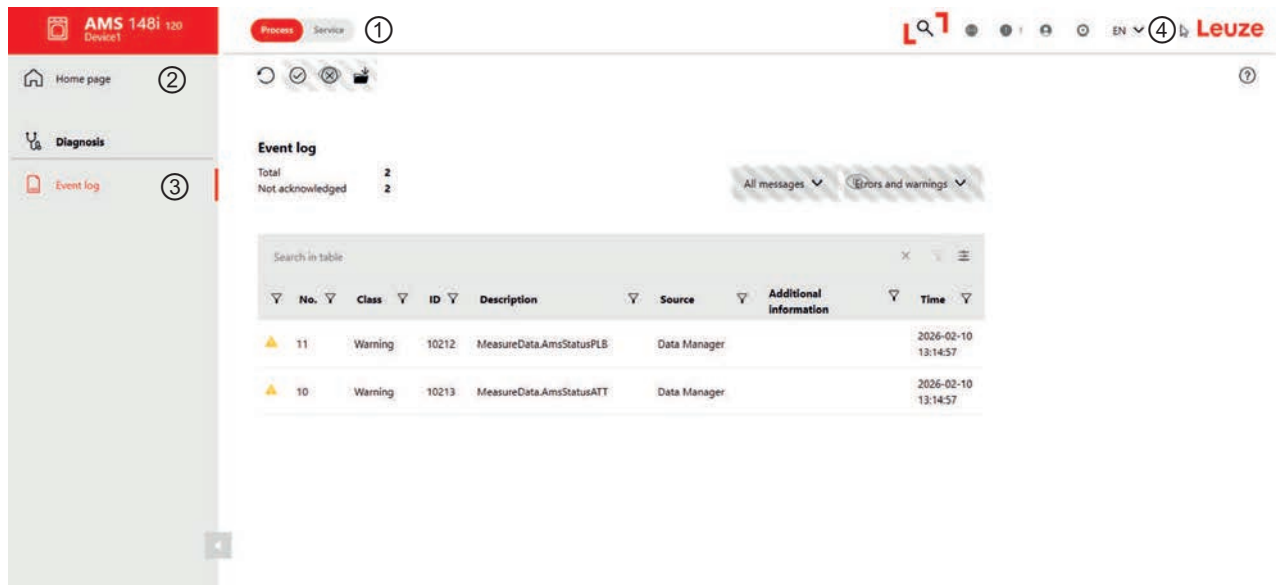 AMS 148i 120
Device1
Process Service ①
EN ④ Leuze
Home page ②
Diagnosis
Event log ③
Event log
Total 2
Not acknowledged 2
All messages Errors and warnings
Search in table
No. Class ID Description Source Additional information Time
11 Warning 10212 MeasureData.AmsStatusPLB Data Manager 2026-02-10
13:14:57
10 Warning 10213 MeasureData.AmsStatusATT Data Manager 2026-02-10
13:14:57